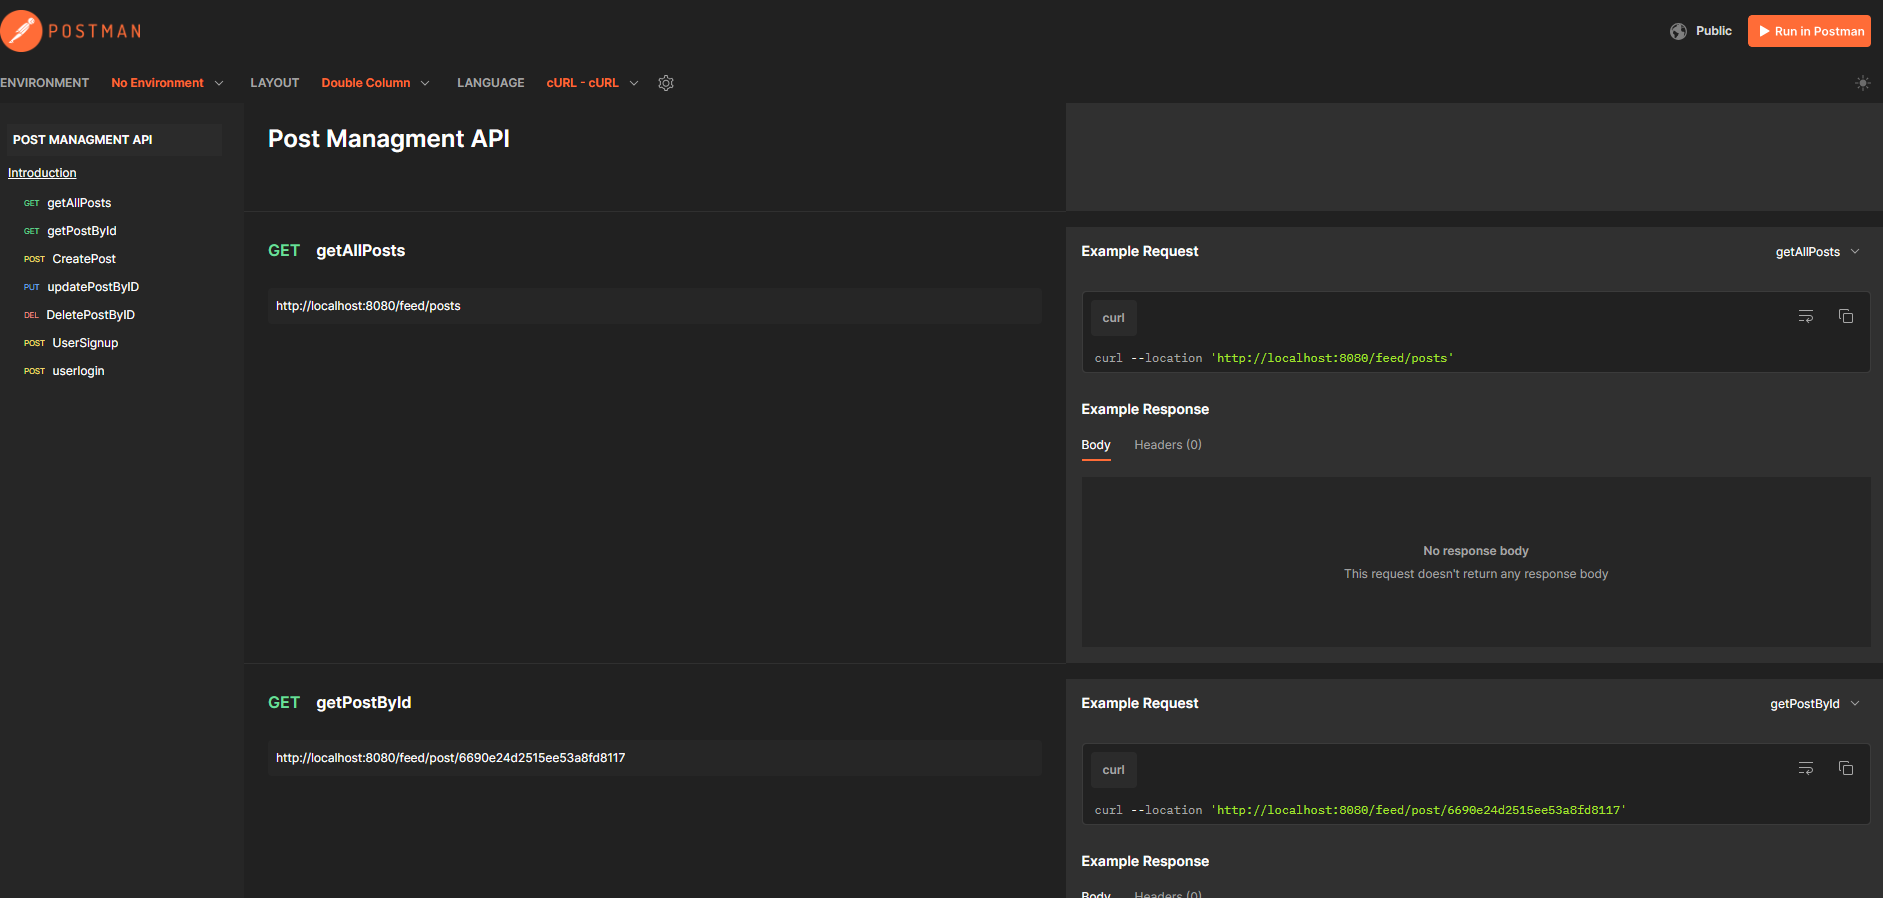 POSTMAN
Public
Run in Postman
ENVIRONMENT No Environment LAYOUT Double Column LANGUAGE cURL - cURL
POST MANAGMENT API
Introduction
GET getAllPosts
GET getPostById
POST CreatePost
PUT updatePostByID
DEL DeletePostByID
POST UserSignup
POST userlogin
Post Managment API
GET getAllPosts
http://localhost:8080/feed/posts
Example Request
getAllPosts
curl
curl --location 'http://localhost:8080/feed/posts'
Example Response
Body Headers (0)
No response body
This request doesn't return any response body
GET getPostById
http://localhost:8080/feed/post/6690e24d2515ee53a8fd8117
Example Request
getPostById
curl
curl --location 'http://localhost:8080/feed/post/6690e24d2515ee53a8fd8117'
Example Response
Body Headers (0)